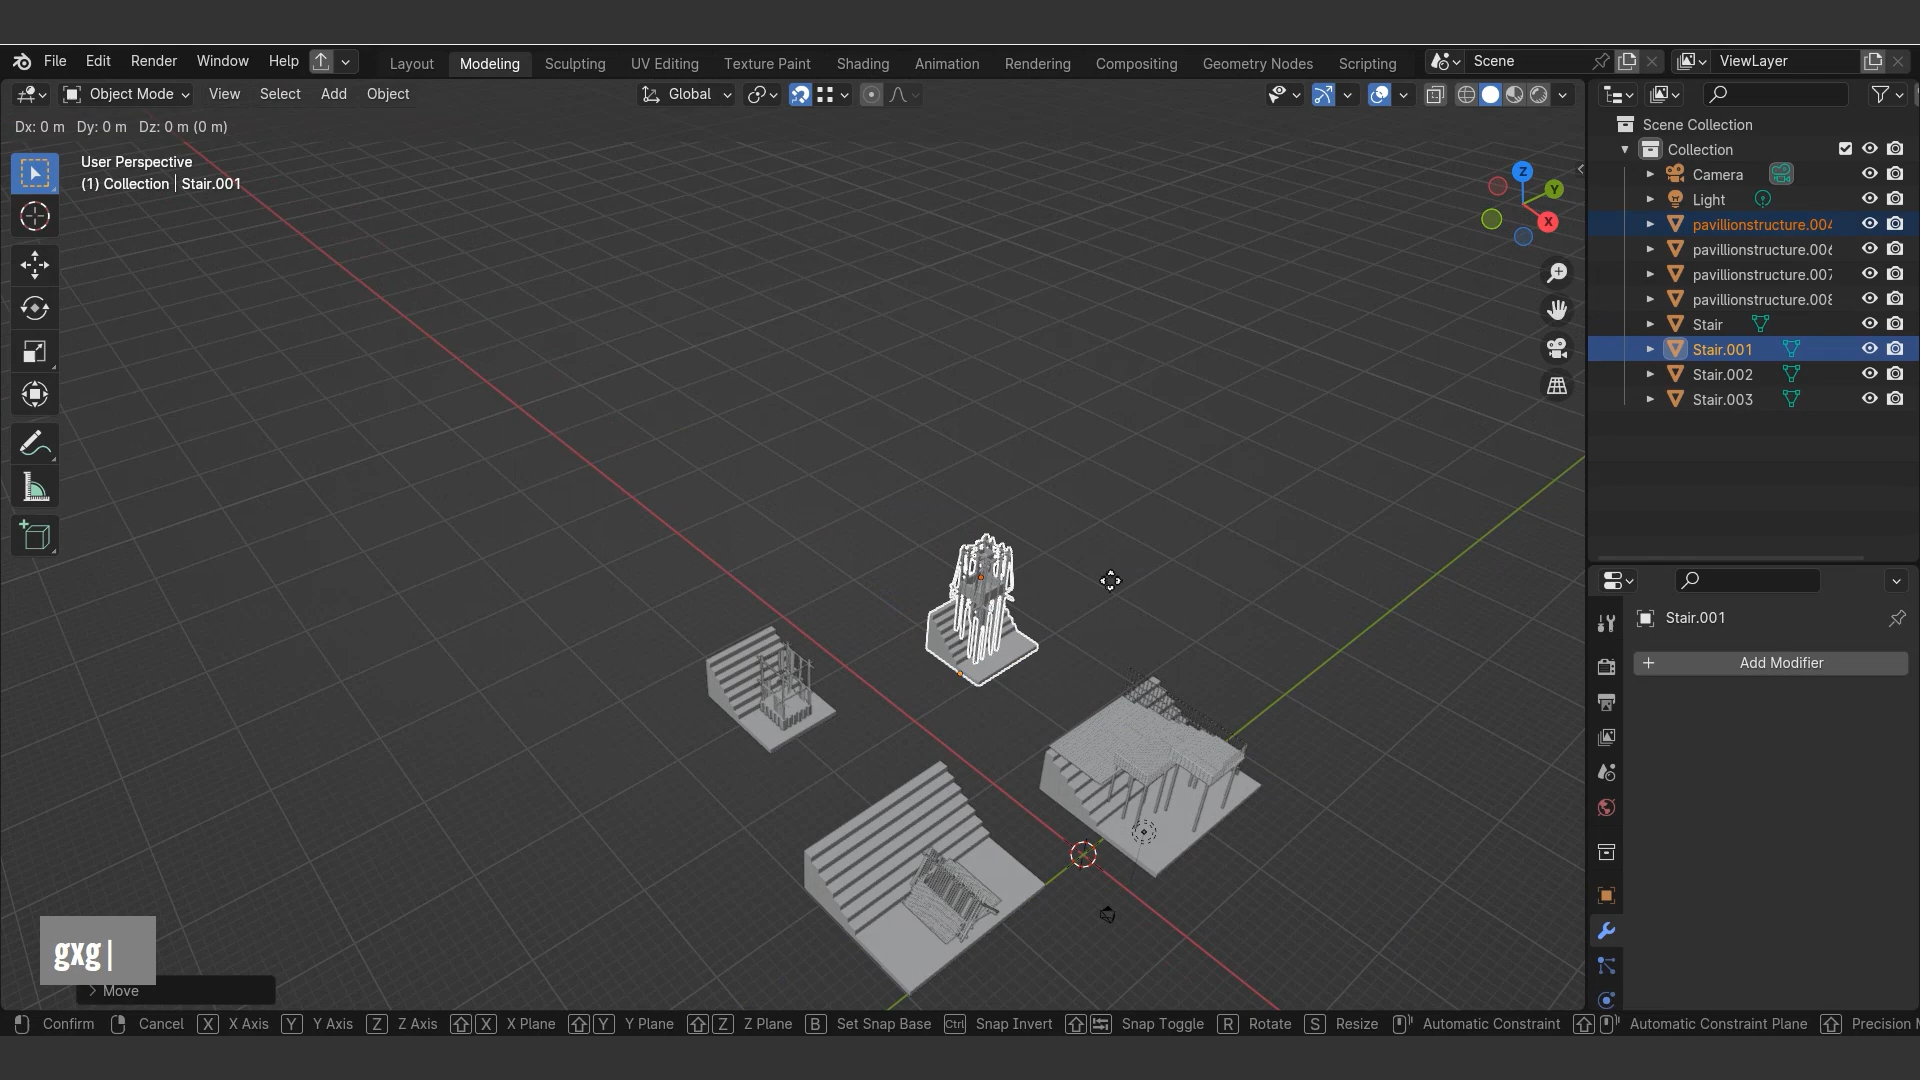 File Edit Render Window Help Layout Modeling Sculpting UV Editing Texture Paint Shading Animation Rendering Compositing Geometry Nodes Scripting Scene ViewLayer
Object Mode View Select Add Object Global
Dx: 0 m Dy: 0 m Dz: 0 m (0 m)
User Perspective
(1) Collection | Stair.001
Z
Y
X
Scene Collection
Collection
Camera
Light
pavillionstructure.004
pavillionstructure.006
pavillionstructure.007
pavillionstructure.008
Stair
Stair.001
Stair.002
Stair.003
Stair.001
+ Add Modifier
gxg|
> Move
Confirm Cancel X X Axis Y Y Axis Z Z Axis X X Plane Y Y Plane Z Z Plane B Set Snap Base Ctrl Snap Invert Snap Toggle R Rotate S Resize Automatic Constraint Automatic Constraint Plane Precision